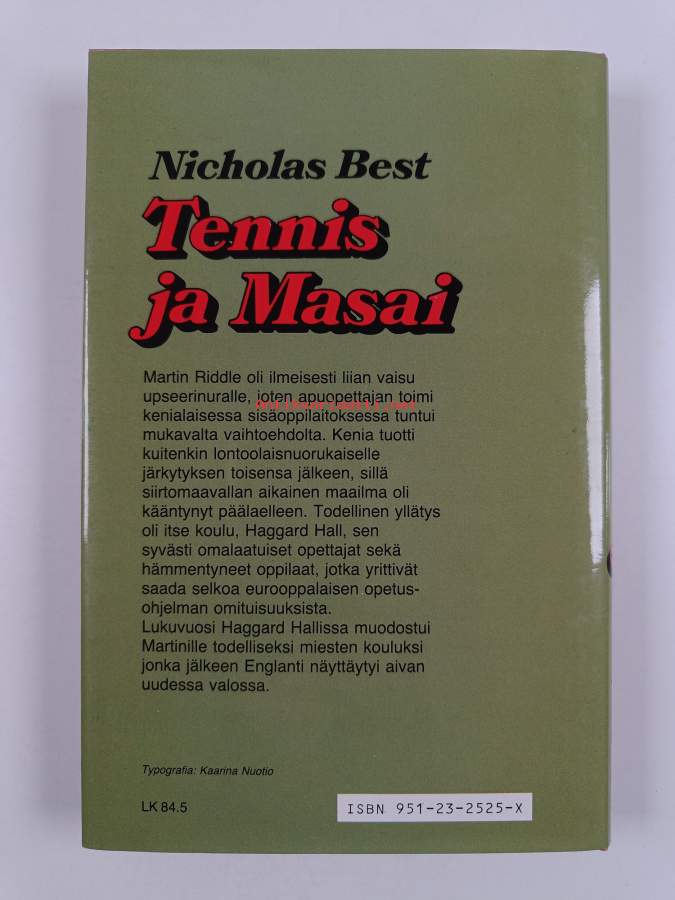 Nicholas Best
Tennis
ja Masai
Martin Riddle oli ilmeisesti liian vaisu
upseerinuralle, joten apuopettajan toimi
kenialaisessa sisäoppilaitoksessa tuntui
mukavalta vaihtoehdolta. Kenia tuotti
kuitenkin lontoolaisnuorukaiselle
järkytyksen toisensa jälkeen, sillä
siirtomaavallan aikainen maailma oli
kääntynyt päälaelleen. Todellinen yllätys
oli itse koulu, Haggard Hall, sen
syvästi omalaatuiset opettajat sekä
hämmentyneet oppilaat, jotka yrittivät
saada selkoa eurooppalaisen opetus-
ohjelman omituisuuksista.
Lukuvuosi Haggard Hallissa muodostui
Martinille todelliseksi miesten kouluksi
jonka jälkeen Englanti näyttäytyi aivan
uudessa valossa.
Typografia: Kaarina Nuotio
LK 84.5
ISBN 951-23-2525-X